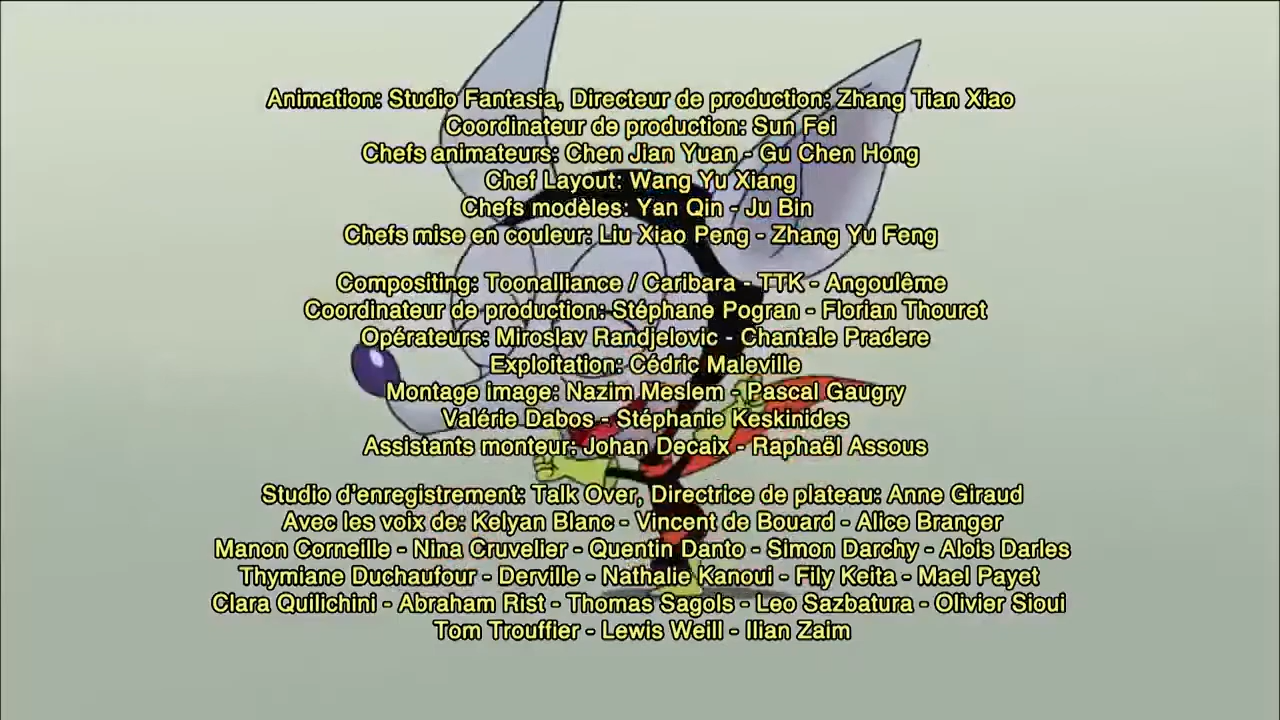 Animation: Studio Fantasia, Directeur de production: Zhang Tian Xiao
Coordinateur de production: Sun Fei
Chefs animateurs: Chen Jian Yuan - Gu Chen Hong
Chef Layout: Wang Yu Xiang
Chefs modèles: Yan Qin - Ju Bin
Chefs mise en couleur: Liu Xiao Peng - Zhang Yu Feng
Compositing: Toonalliance / Caribara - TTK - Angoulême
Coordinateur de production: Stéphane Pogran - Florian Thouret
Opérateurs: Miroslav Randjelovic - Chantale Pradere
Exploitation: Cédric Maleville
Montage image: Nazim Meslem - Pascal Gaugry
Valérie Dabos - Stéphanie Keskinides
Assistants monteur: Johan Decaix - Raphaël Assous
Studio d'enregistrement: Talk Over, Directrice de plateau: Anne Giraud
Avec les voix de: Kelyan Blanc - Vincent de Bouard - Alice Branger
Manon Corneille - Nina Cruvelier - Quentin Danto - Simon Darchy - Alois Darles
Thymiane Duchaufour - Derville - Nathalie Kanoui - Fily Keita - Mael Payet
Clara Quilichini - Abraham Rist - Thomas Sagols - Leo Sazbatura - Olivier Sioui
Tom Trouffier - Lewis Weill - Ilian Zaim